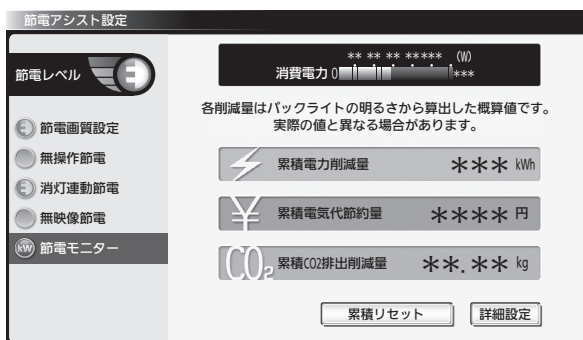 節電アシスト設定
節電レベル
E
節電画質設定
無操作節電
消灯連動節電
無映像節電
kW 節電モニター
** ** ** ***** (W)
消費電力 0 ***
各削減量はバックライトの明るさから算出した概算値です。
実際の値と異なる場合があります。
累積電力削減量 *** kWh
¥ 累積電気代節約量 **** 円
CO2 累積CO2排出削減量 **.** kg
累積リセット 詳細設定